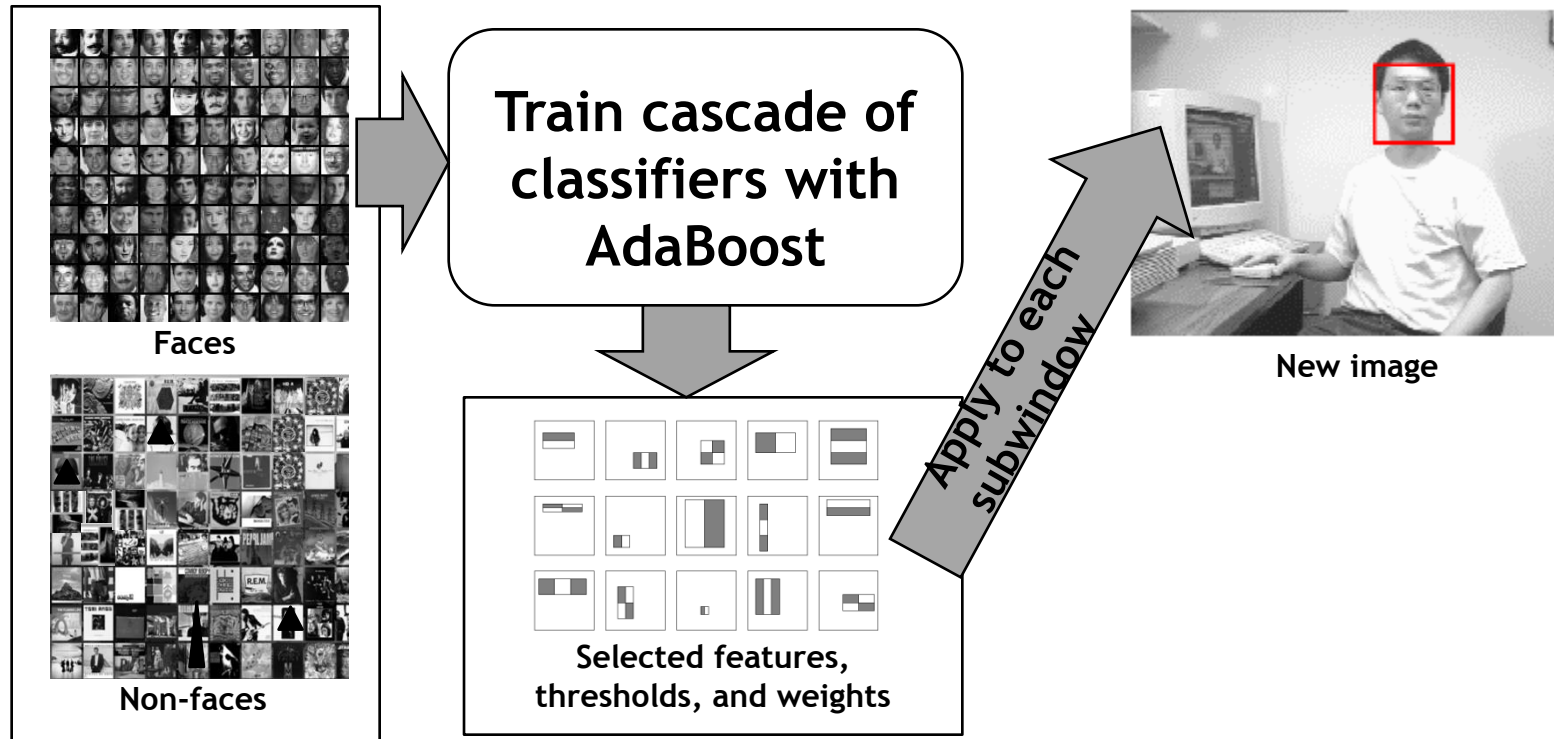 Faces
Non-faces
Train cascade of
classifiers with
AdaBoost
Selected features,
thresholds, and weights
Apply to each
subwindow
New image
R.E.M.